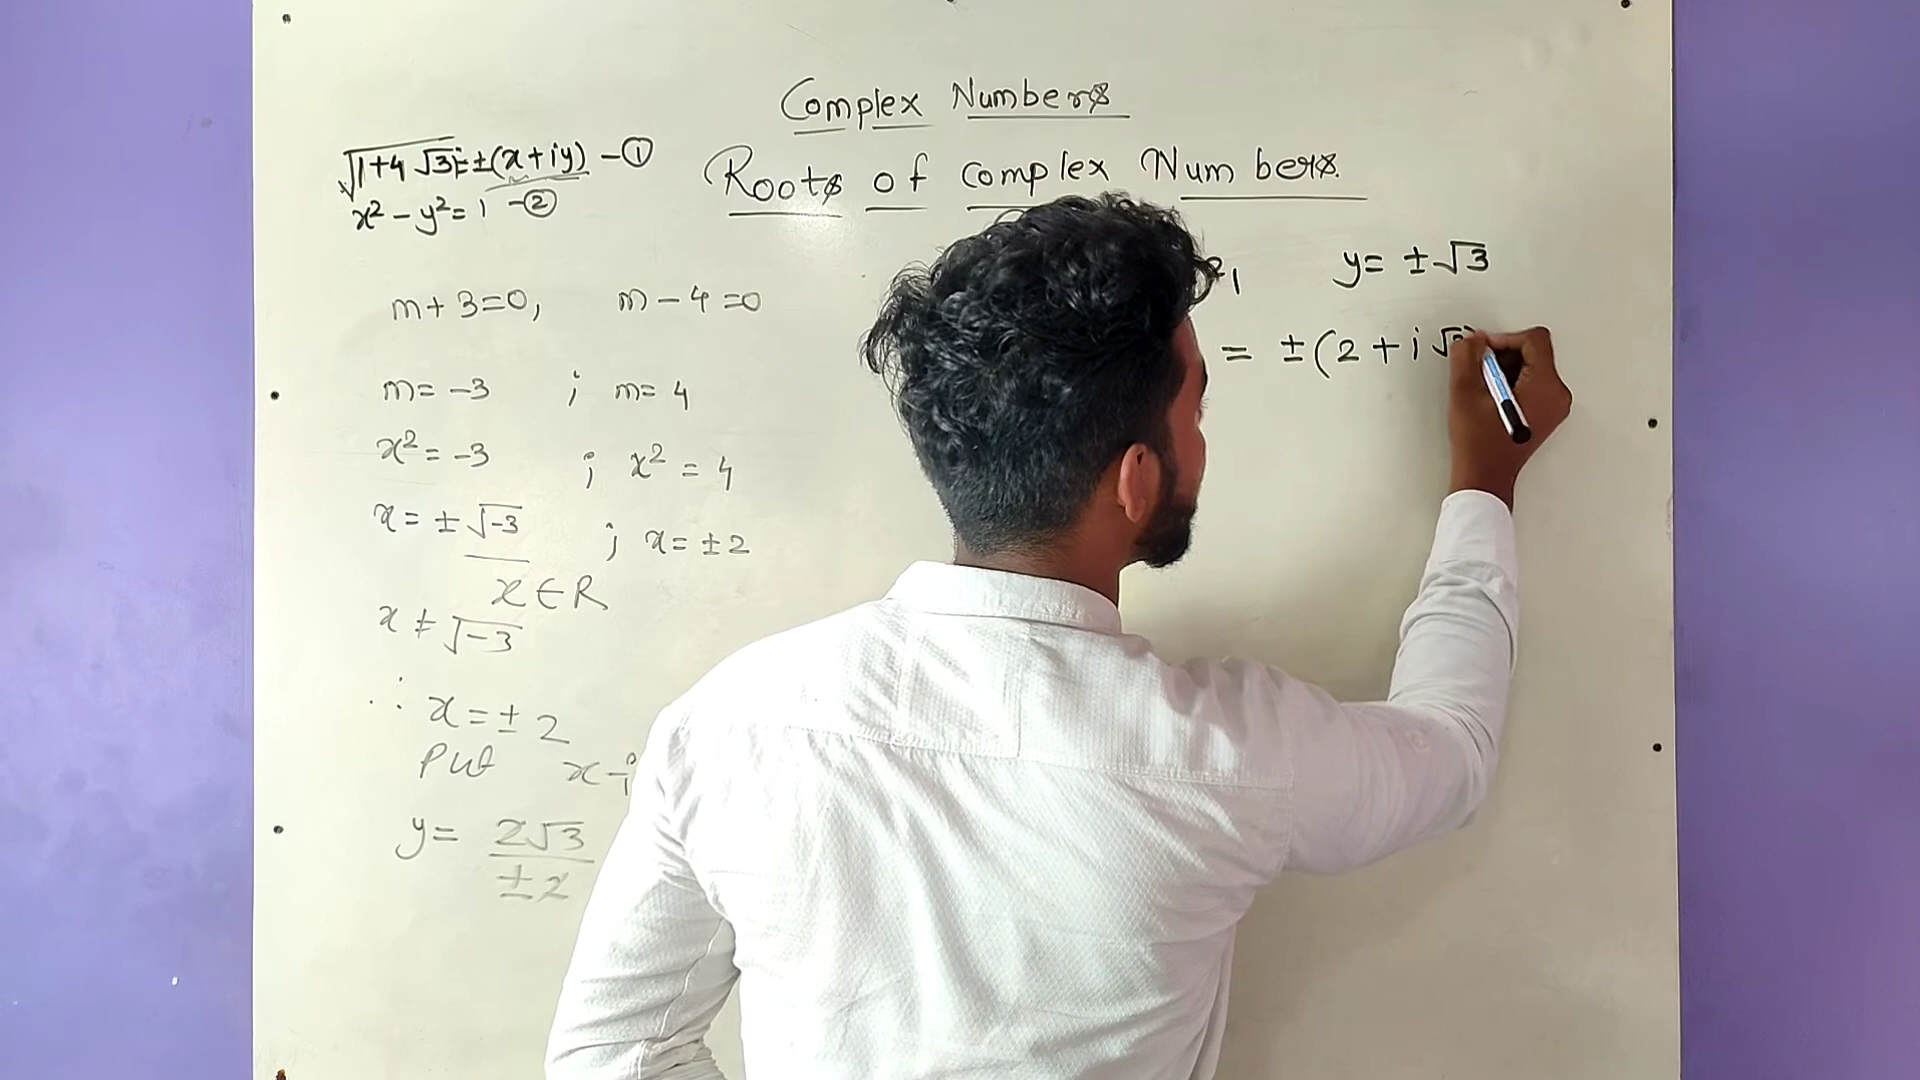 Complex Numbers
Roots of complex Numbers.
√1+4√3i = ±(x+iy) -①
x² - y² = 1 -②
m+3=0, m-4=0
m= -3 ; m= 4
x² = -3 ; x² = 4
x = ±√-3 ; x = ±2
x ∈ R
x ≠ √-3
∴ x = ± 2
Put x
y = 2√3/±2
y = ±√3
= ±(2 + i√